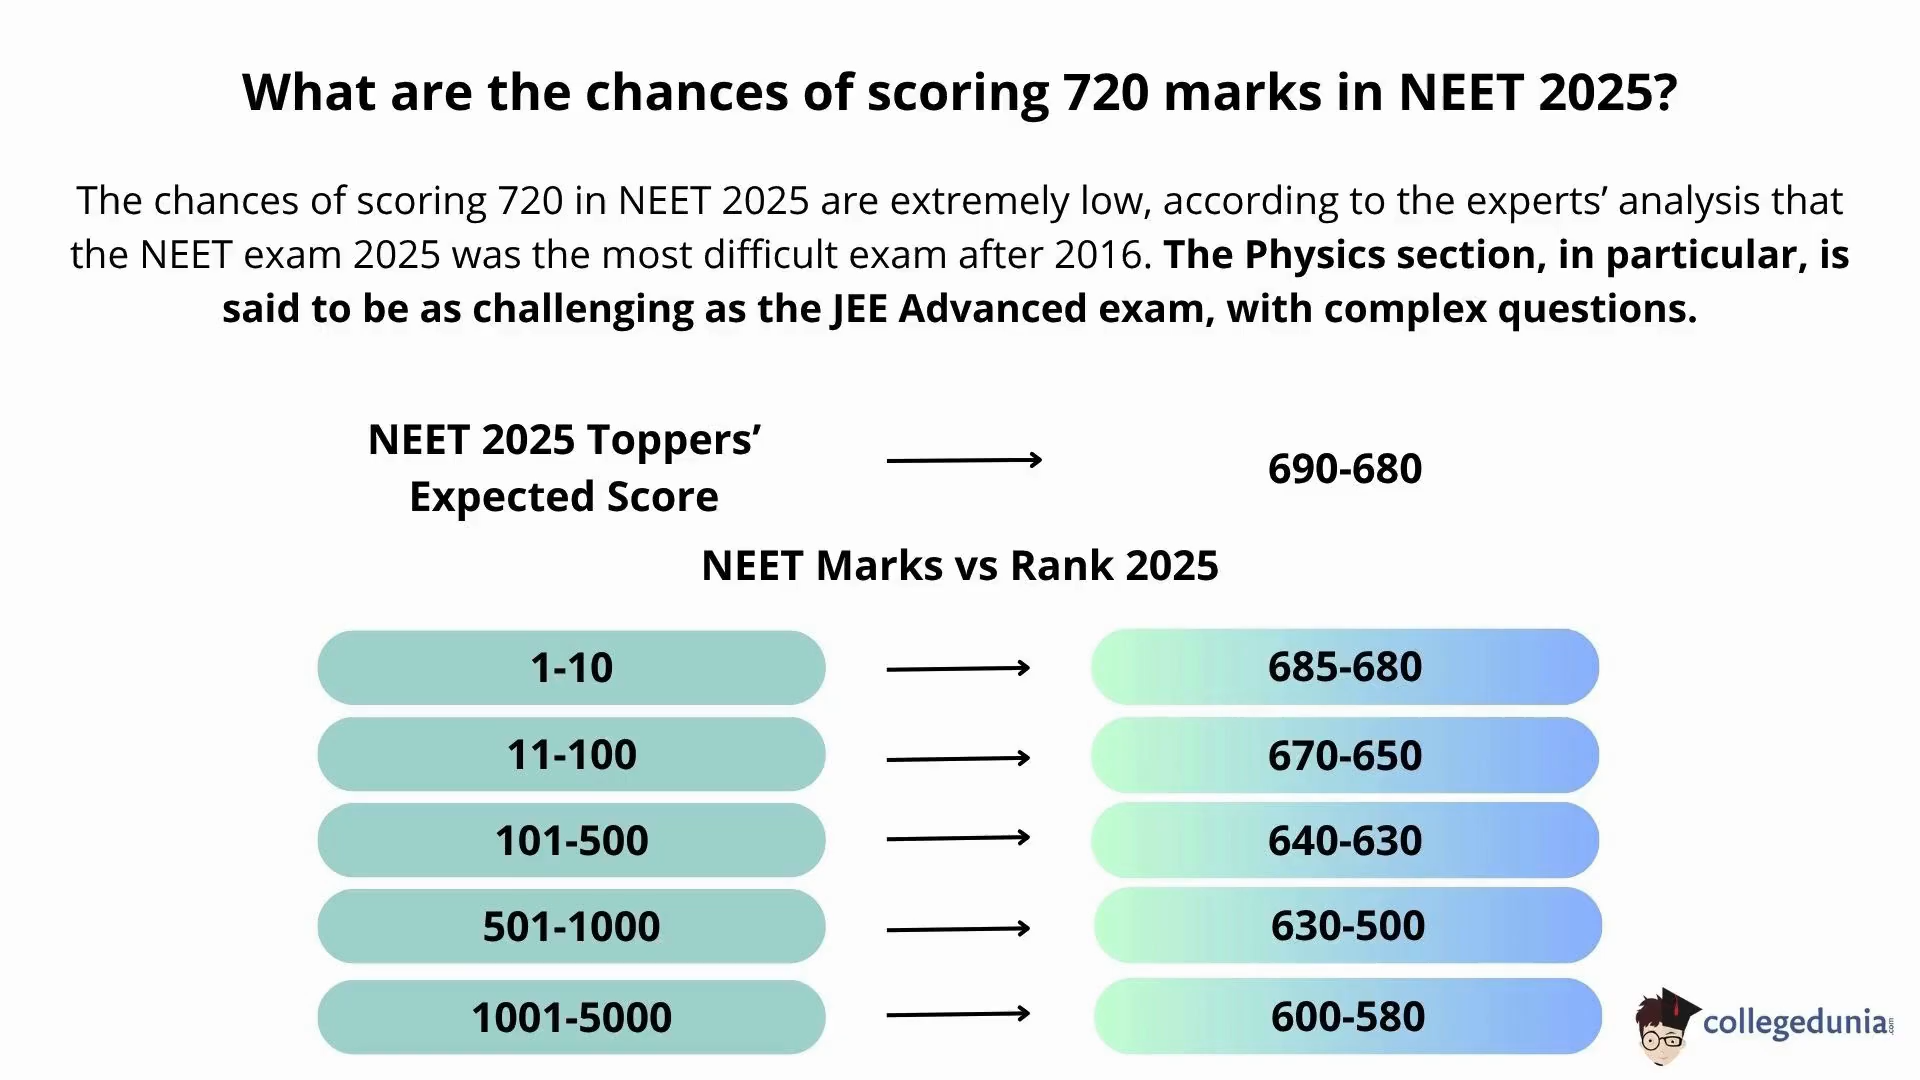 What are the chances of scoring 720 marks in NEET 2025?
The chances of scoring 720 in NEET 2025 are extremely low, according to the experts’ analysis that
the NEET exam 2025 was the most difficult exam after 2016. The Physics section, in particular, is
said to be as challenging as the JEE Advanced exam, with complex questions.
NEET 2025 Toppers’
Expected Score
690-680
NEET Marks vs Rank 2025
1-10
685-680
11-100
670-650
101-500
640-630
501-1000
630-500
1001-5000
600-580
collegedunia.com